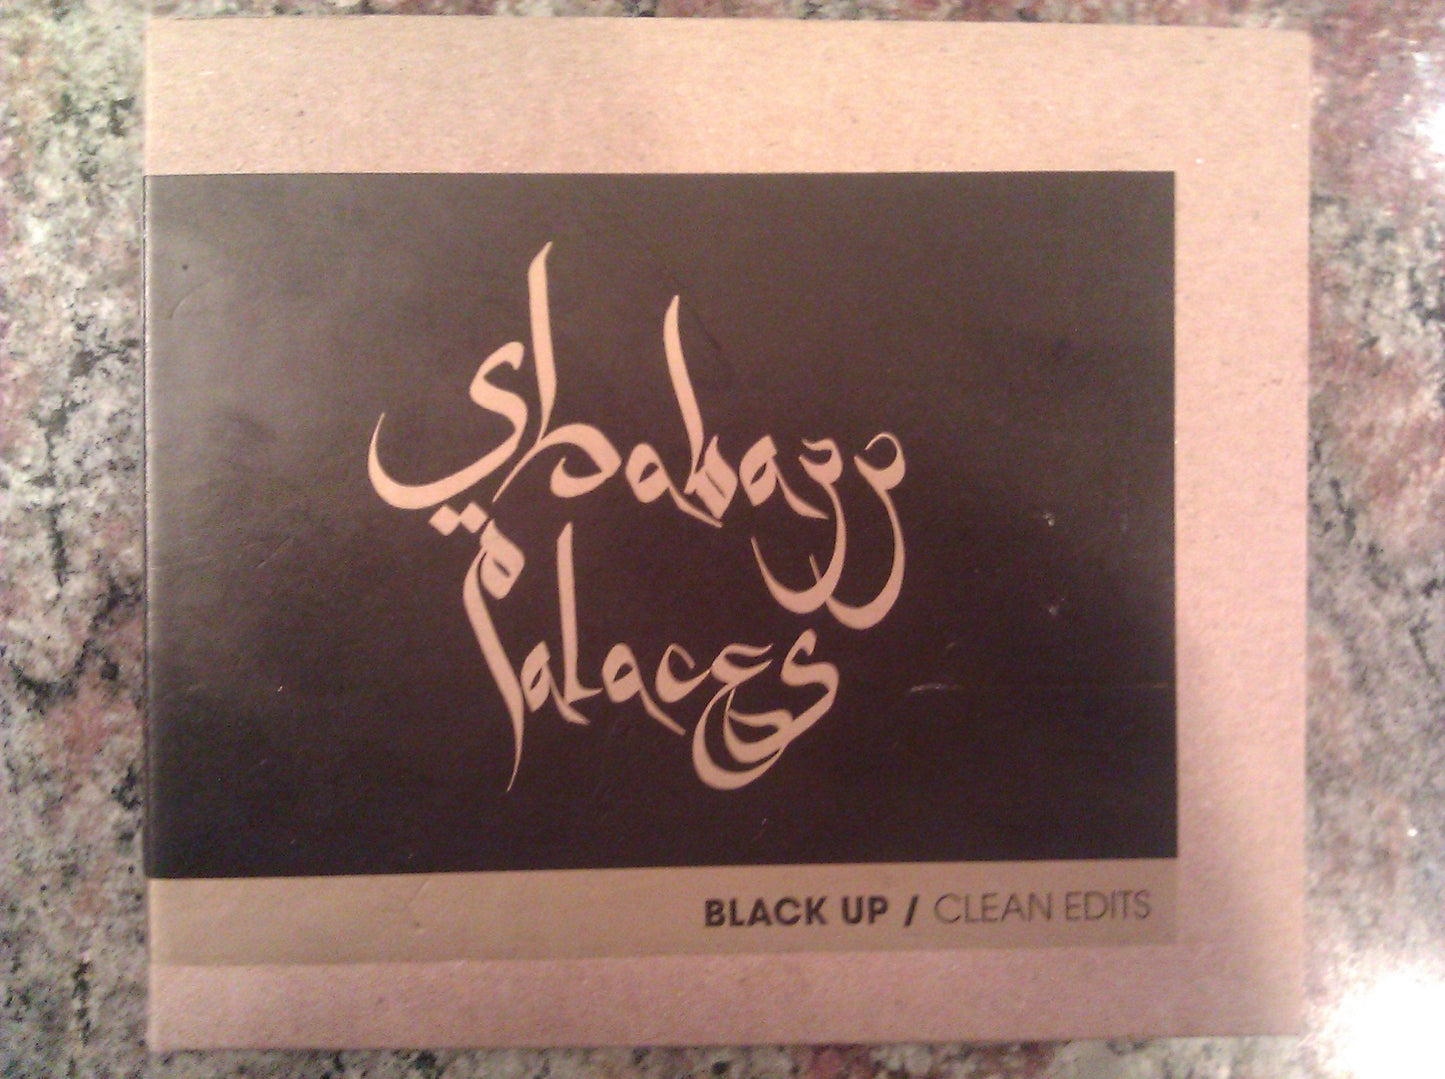 Shabazz
Palaces
BLACK UP / CLEAN EDITS